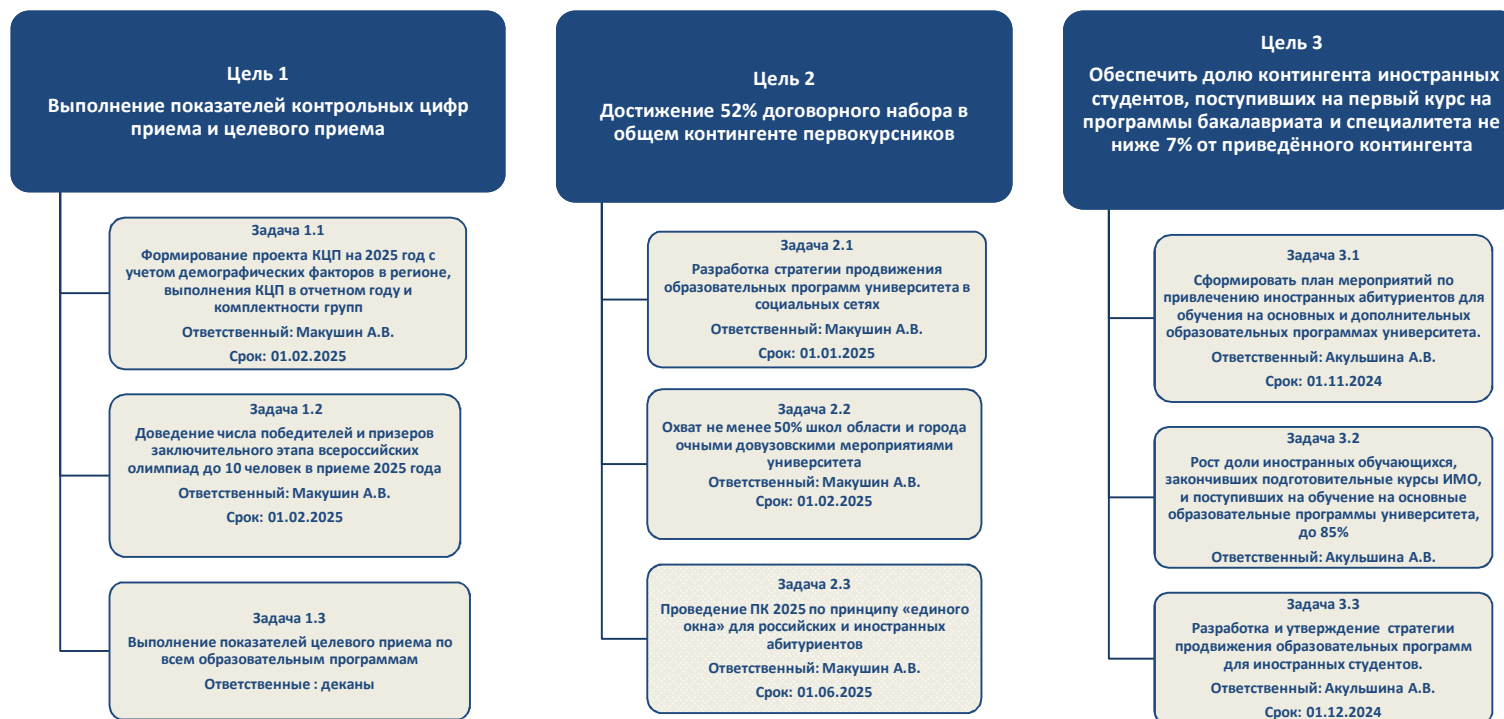 Цель 1
Выполнение показателей контрольных цифр
приема и целевого приема
Задача 1.1
Формирование проекта КЦП на 2025 год с
учетом демографических факторов в регионе,
выполнения КЦП в отчетном году и
комплектности групп
Ответственный: Макушин А.В.
Срок: 01.02.2025
Задача 1.2
Доведение числа победителей и призеров
заключительного этапа всероссийских
олимпиад до 10 человек в приеме 2025 года
Ответственный: Макушин А.В.
Срок: 01.02.2025
Задача 1.3
Выполнение показателей целевого приема по
всем образовательным программам
Ответственные : деканы
Цель 2
Достижение 52% договорного набора в
общем контингенте первокурсников
Задача 2.1
Разработка стратегии продвижения
образовательных программ университета в
социальных сетях
Ответственный: Макушин А.В.
Срок: 01.01.2025
Задача 2.2
Охват не менее 50% школ области и города
очными довузовскими мероприятиями
университета
Ответственный: Макушин А.В.
Срок: 01.02.2025
Задача 2.3
Проведение ПК 2025 по принципу «единого
окна» для российских и иностранных
абитуриентов
Ответственный: Макушин А.В.
Срок: 01.06.2025
Цель 3
Обеспечить долю контингента иностранных
студентов, поступивших на первый курс на
программы бакалавриата и специалитета не
ниже 7% от приведённого контингента
Задача 3.1
Сформировать план мероприятий по
привлечению иностранных абитуриентов для
обучения на основных и дополнительных
образовательных программах университета.
Ответственный: Акульшина А.В.
Срок: 01.11.2024
Задача 3.2
Рост доли иностранных обучающихся,
закончивших подготовительные курсы ИМО,
и поступивших на обучение на основные
образовательные программы университета,
до 85%
Ответственный: Акульшина А.В.
Задача 3.3
Разработка и утверждение стратегии
продвижения образовательных программ
для иностранных студентов.
Ответственный: Акульшина А.В.
Срок: 01.12.2024